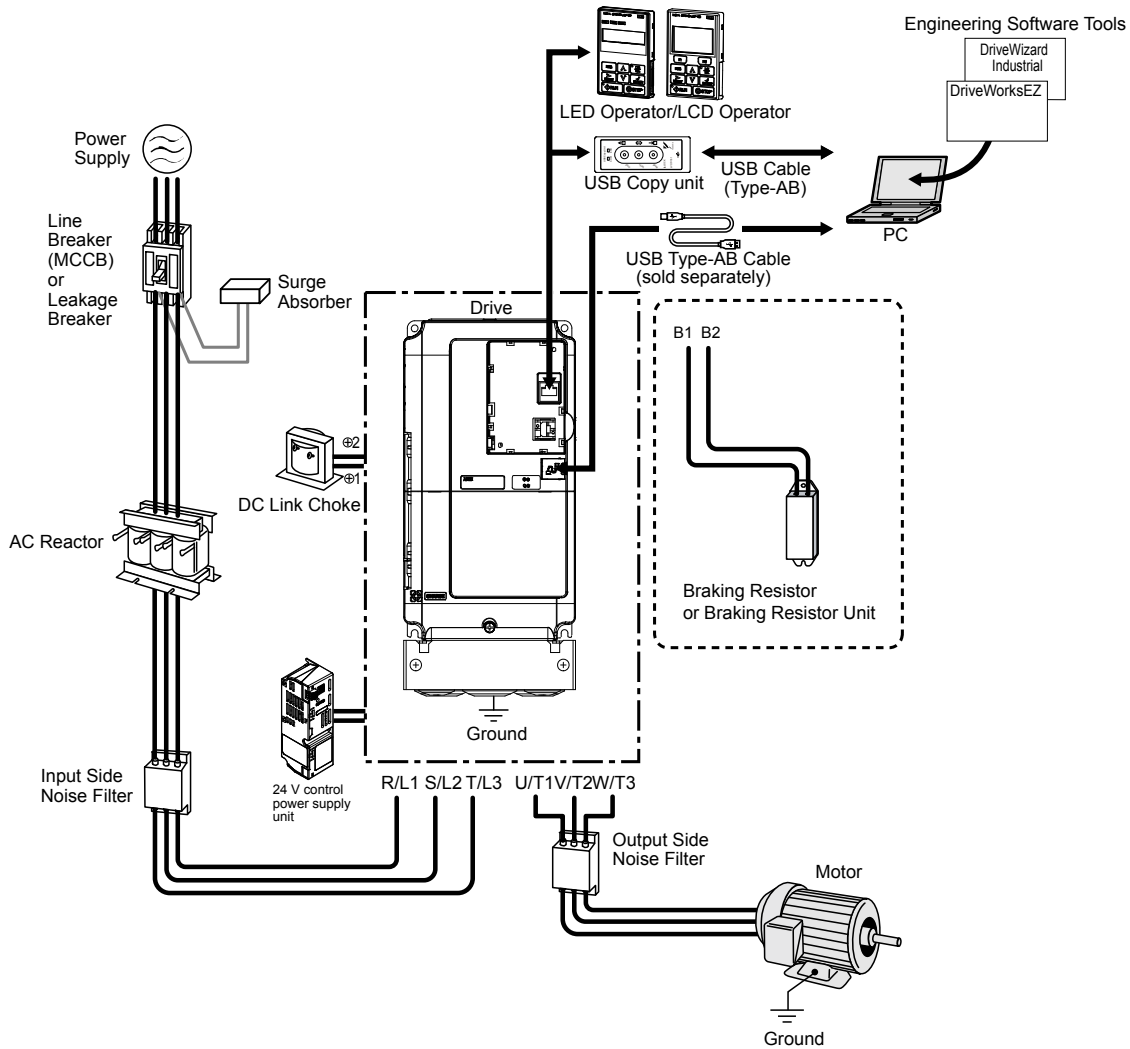 Engineering Software Tools
DriveWizard
Industrial
DriveWorksEZ
LED Operator/LCD Operator
Power
Supply
USB Copy unit
USB Cable
(Type-AB)
PC
Line
Breaker
(MCCB)
or
Leakage
Breaker
USB Type-AB Cable
(sold separately)
Surge
Absorber
Drive
B1 B2
⊕2
⊕1
DC Link Choke
AC Reactor
Braking Resistor
or Braking Resistor Unit
Ground
Input Side
Noise Filter
24 V control
power supply
unit
R/L1 S/L2 T/L3
U/T1V/T2W/T3
Output Side
Noise Filter
Motor
Ground